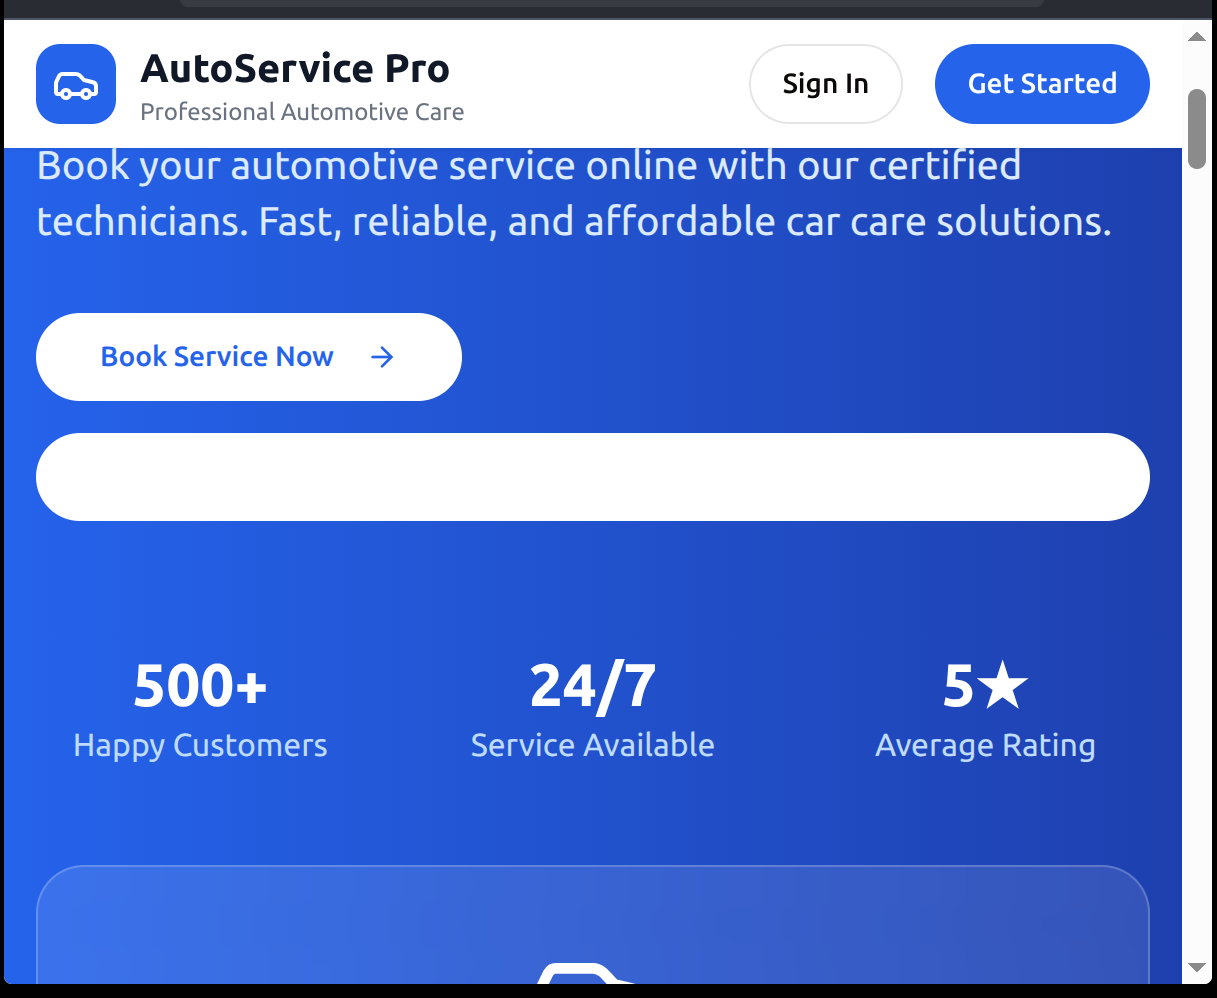 AutoService Pro
Professional Automotive Care
Sign In
Get Started
Book your automotive service online with our certified
technicians. Fast, reliable, and affordable car care solutions.
Book Service Now →
500+
Happy Customers
24/7
Service Available
5★
Average Rating